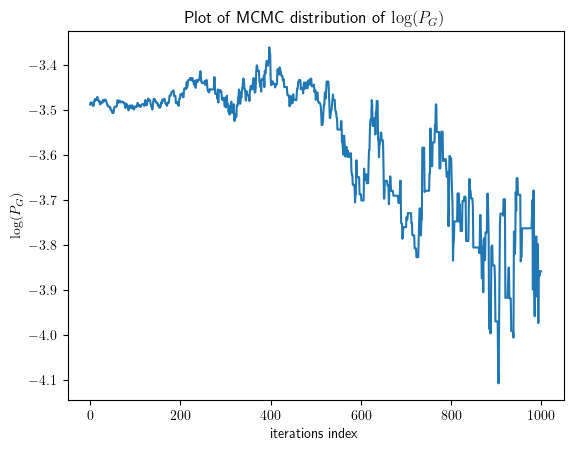 Plot of MCMC distribution of log(P_G)
log(P_G)
−3.4
−3.5
−3.6
−3.7
−3.8
−3.9
−4.0
−4.1
0 200 400 600 800 1000
iterations index